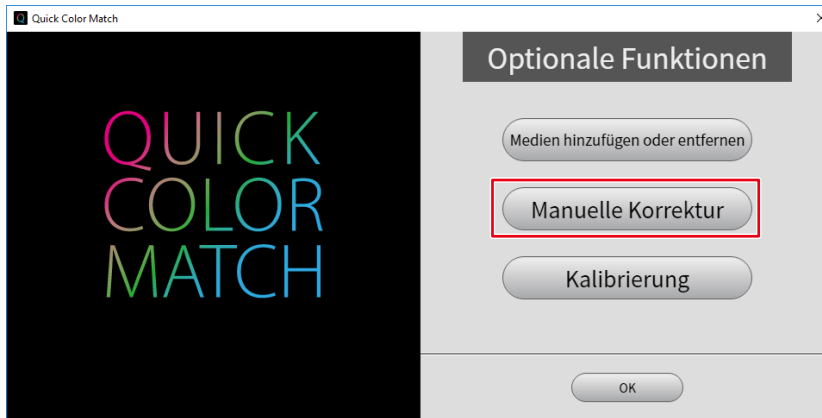 Quick Color Match
QUICK
COLOR
MATCH
Optionale Funktionen
Medien hinzufügen oder entfernen
Manuelle Korrektur
Kalibrierung
OK